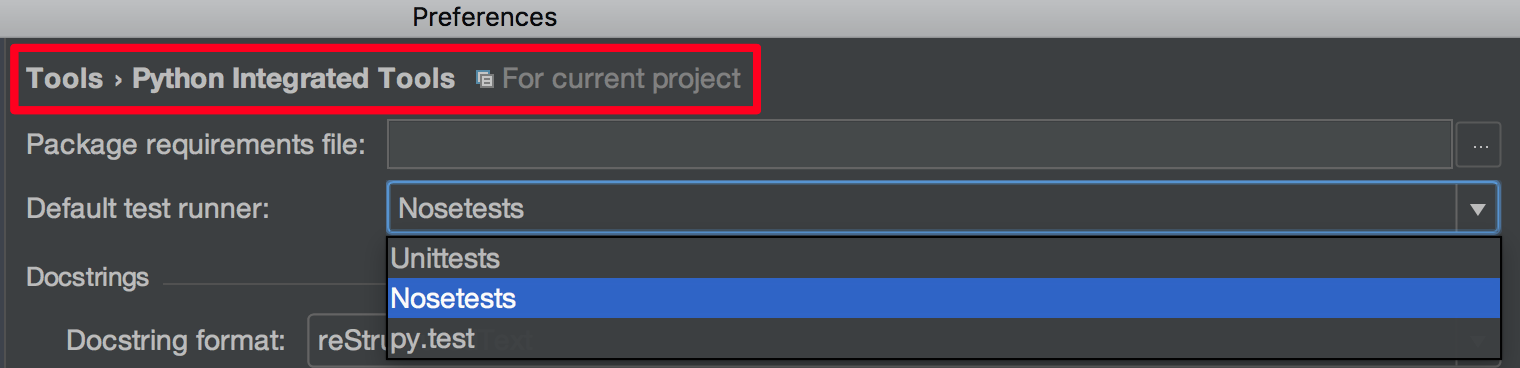 Preferences
Tools › Python Integrated Tools For current project
Package requirements file: ...
Default test runner: Nosetests
Unittests
Docstrings
Nosetests
Docstring format: reStru
py.test